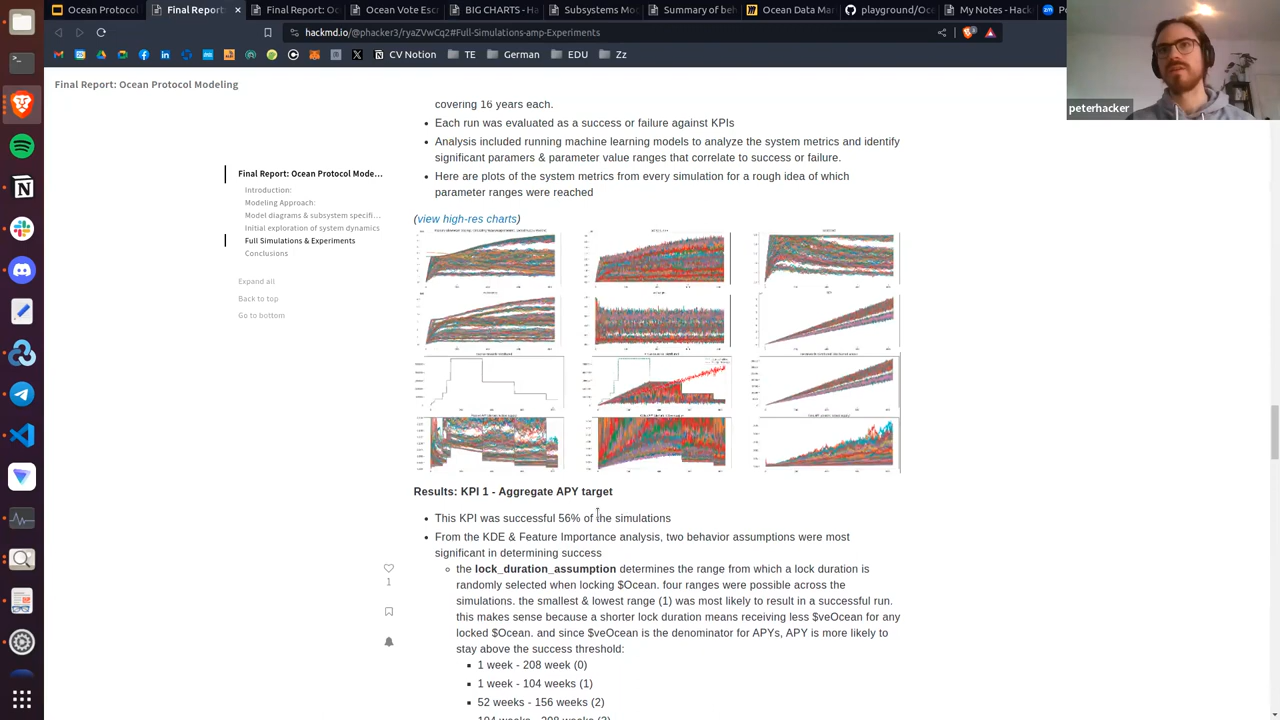 Ocean Protocol
Final Report:
Final Report: Oc
Ocean Vote Esc
BIG CHARTS - Ha
Subsystems Mo
Summary of beh
Ocean Data Mar
playground/Oce
My Notes - Hack
hackmd.io/@phacker3/ryaZVwCq2#Full-Simulations-amp-Experiments
CV Notion
TE
German
EDU
Zz
peterhacker
Final Report: Ocean Protocol Modeling
Final Report: Ocean Protocol Mode...
Introduction:
Modeling Approach:
Model diagrams & subsystem specifi...
Initial exploration of system dynamics
Full Simulations & Experiments
Conclusions
Expand all
Back to top
Go to bottom
1
covering 16 years each.
Each run was evaluated as a success or failure against KPIs
Analysis included running machine learning models to analyze the system metrics and identify
significant paramers & parameter value ranges that correlate to success or failure.
Here are plots of the system metrics from every simulation for a rough idea of which
parameter ranges were reached
(view high-res charts)
Results: KPI 1 - Aggregate APY target
This KPI was successful 56% of the simulations
From the KDE & Feature Importance analysis, two behavior assumptions were most
significant in determining success
the lock_duration_assumption determines the range from which a lock duration is
randomly selected when locking $Ocean. four ranges were possible across the
simulations. the smallest & lowest range (1) was most likely to result in a successful run.
this makes sense because a shorter lock duration means receiving less $veOcean for any
locked $Ocean. and since $veOcean is the denominator for APYs, APY is more likely to
stay above the success threshold:
1 week - 208 week (0)
1 week - 104 weeks (1)
52 weeks - 156 weeks (2)